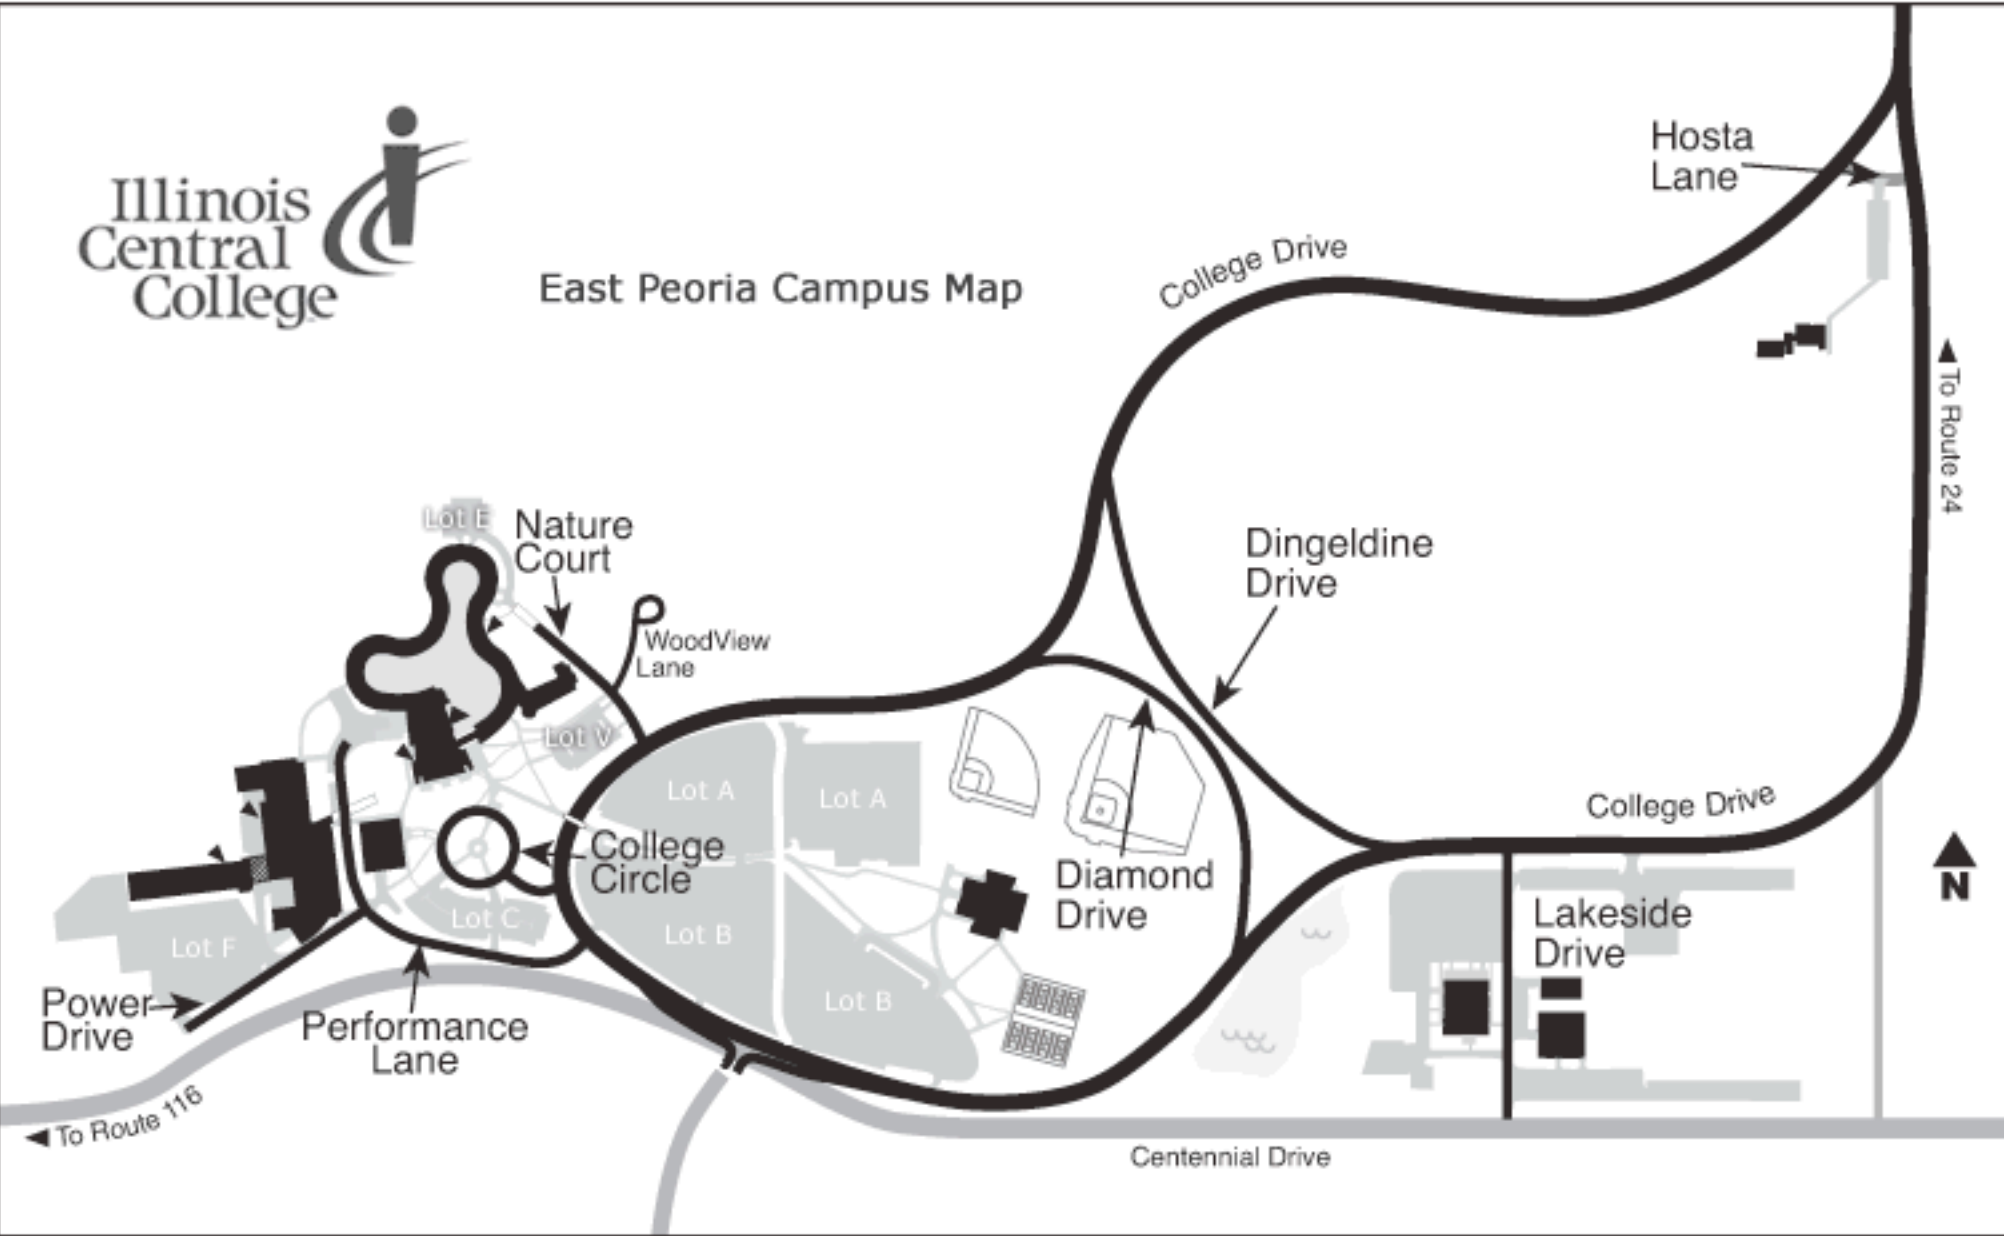 Illinois
Central
College
East Peoria Campus Map
Hosta
Lane
College Drive
To Route 24
Lot E
Nature
Court
Dingeldine
Drive
WoodView
Lane
Lot V
Lot A
Lot A
College Drive
College
Circle
Diamond
Drive
N
Lot C
Lot B
Lakeside
Drive
Lot F
Lot B
Power
Drive
Performance
Lane
To Route 116
Centennial Drive